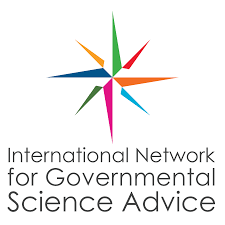 International Network
for Governmental
Science Advice